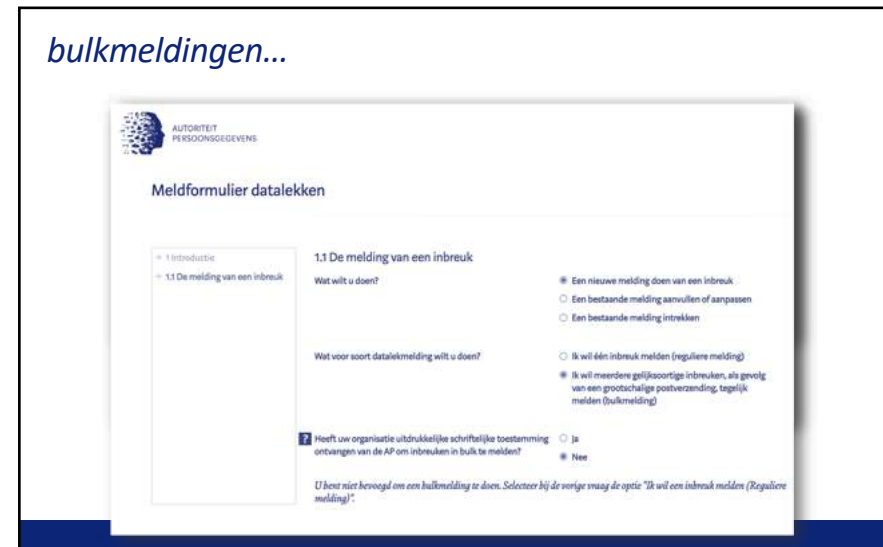 bulkmeldingen...
AUTORITEIT
PERSOONSGEGEVENS
Meldformulier datalekken
1 Introductie
1.1 De melding van een inbreuk
1.1 De melding van een inbreuk
Wat wilt u doen?
Een nieuwe melding doen van een inbreuk
Een bestaande melding aanvullen of aanpassen
Een bestaande melding intrekken
Wat voor soort datalekmelding wilt u doen?
Ik wil één inbreuk melden (reguliere melding)
Ik wil meerdere gelijksoortige inbreuken, als gevolg
van een grootschalige postverzending, tegelijk
melden (bulkmelding)
? Heeft uw organisatie uitdrukkelijke schriftelijke toestemming
ontvangen van de AP om inbreuken in bulk te melden?
Ja
Nee
U bent niet bevoegd om een bulkmelding te doen. Selecteer bij de vorige vraag de optie "Ik wil een inbreuk melden (Reguliere
melding)".